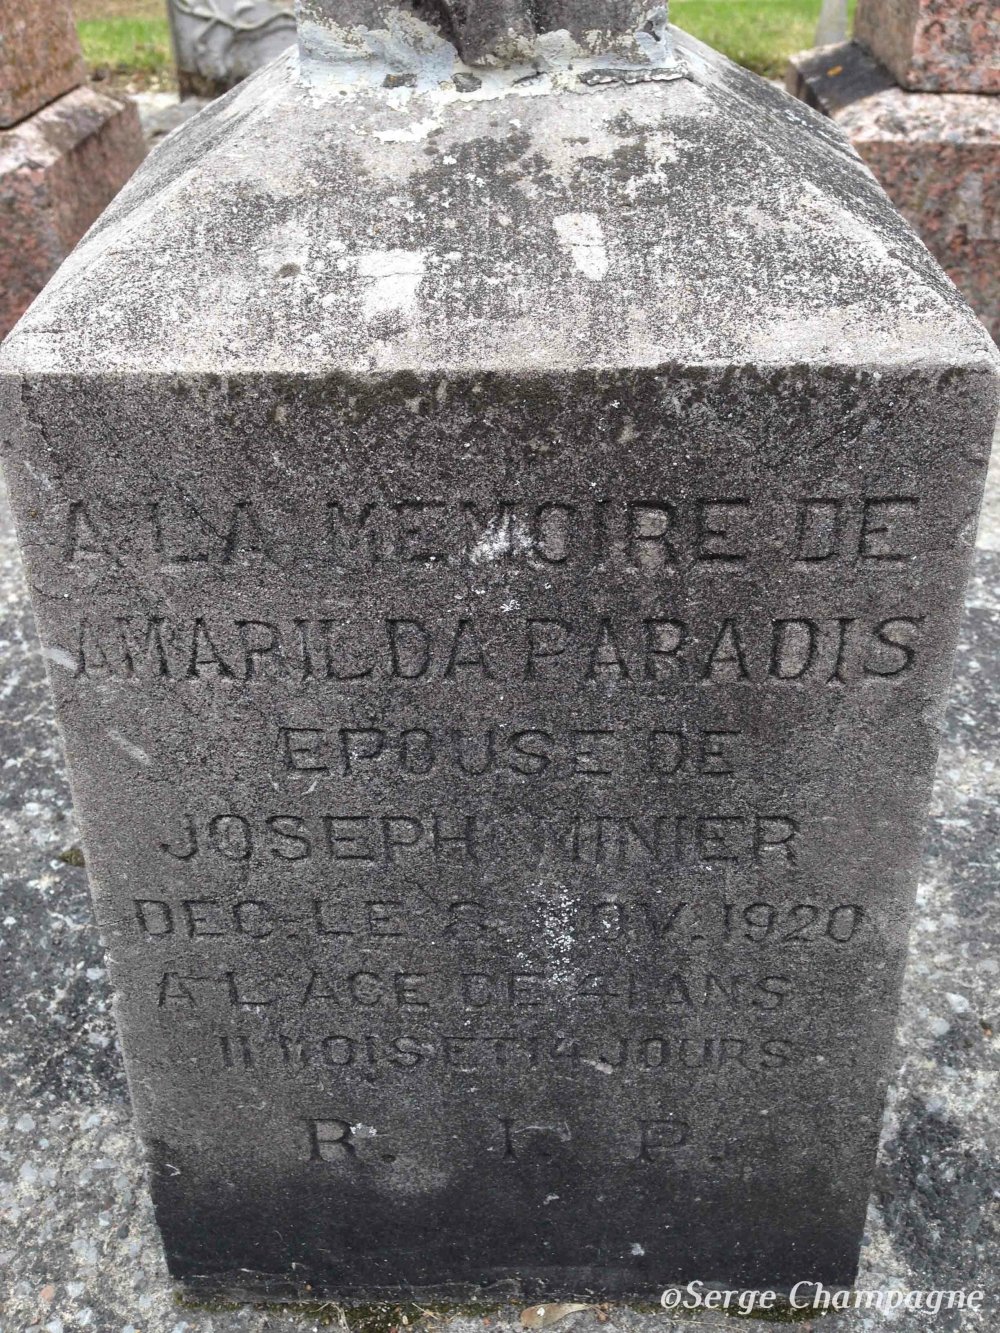 A LA MEMOIRE DE
AMARILDA PARADIS
EPOUSE DE
JOSEPH MINIER
DEC-LE 2 NOV. 1920
A L AGE DE 41 ANS
11 MOIS ET 14 JOURS
R. I. P.
©Serge Champagne